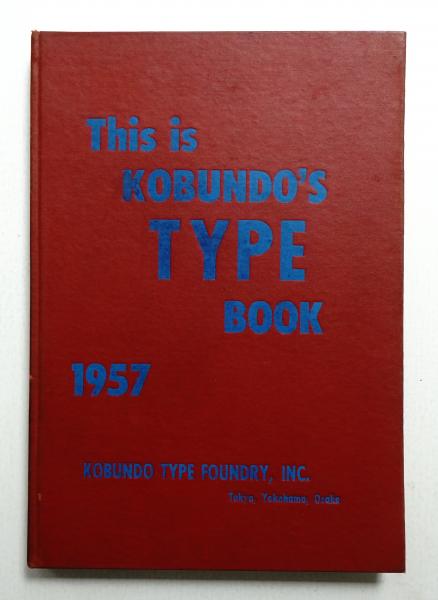 This is
KOBUNDO'S
TYPE
BOOK
1957
KOBUNDO TYPE FOUNDRY, INC.
Tokyo, Yokohama, Osaka